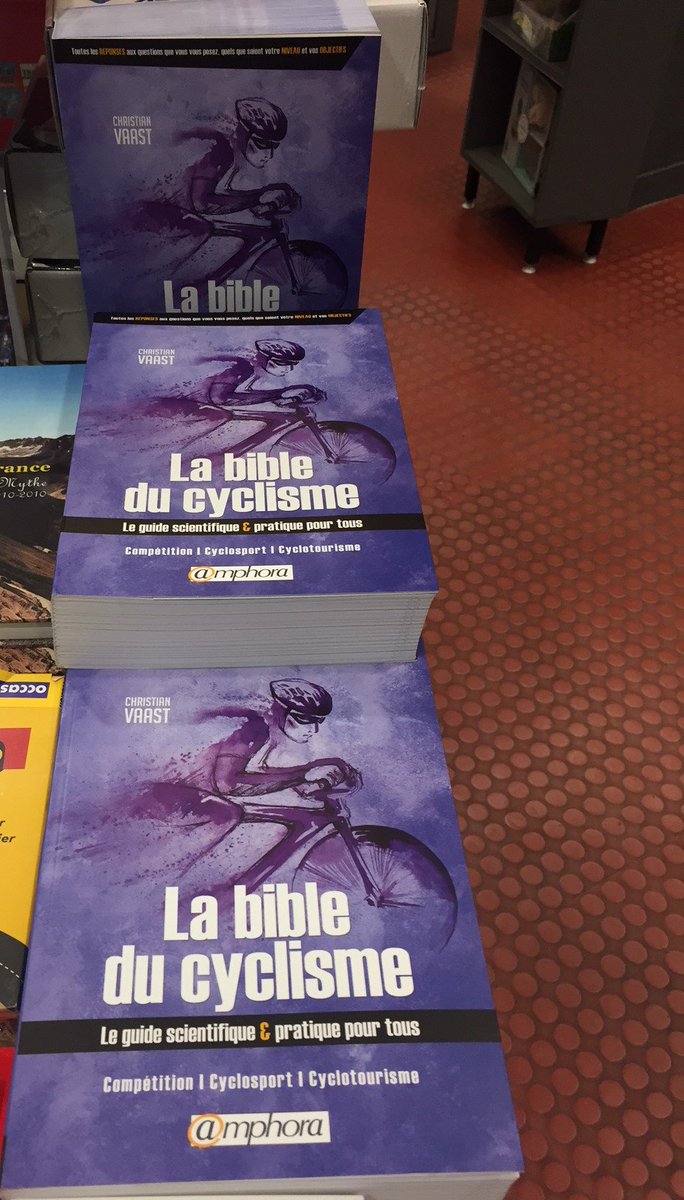 Toutes les RÉPONSES aux questions que vous vous posez, quels que soient votre NIVEAU et vos OBJECTIFS
CHRISTIAN
VAAST
La bible
Toutes les RÉPONSES aux questions que vous vous posez, quels que soient votre NIVEAU et vos OBJECTIFS
CHRISTIAN
VAAST
La bible
du cyclisme
Le guide scientifique & pratique pour tous
Compétition | Cyclosport | Cyclotourisme
@mphora
rance
Mythe
10-2010
occas
CHRISTIAN
VAAST
La bible
du cyclisme
Le guide scientifique & pratique pour tous
Compétition | Cyclosport | Cyclotourisme
@mphora
r
ier